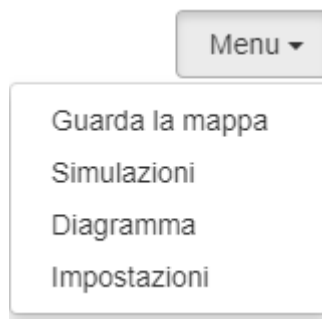 Menu
Guarda la mappa
Simulazioni
Diagramma
Impostazioni